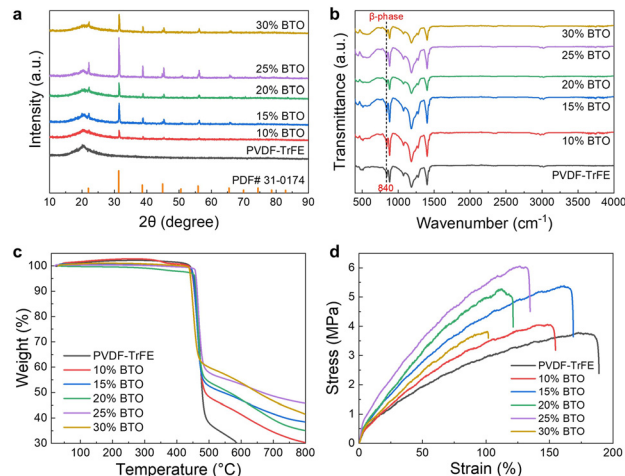 a
Intensity (a.u.)
30% BTO
25% BTO
20% BTO
15% BTO
10% BTO
PVDF-TrFE
PDF# 31-0174
10 20 30 40 50 60 70 80 90
2θ (degree)
b
Transmittance (a.u.)
β-phase
30% BTO
25% BTO
20% BTO
15% BTO
10% BTO
PVDF-TrFE
840
500 1000 1500 2000 2500 3000 3500 4000
Wavenumber (cm⁻¹)
c
Weight (%)
100
90
80
70
60
50
40
30
PVDF-TrFE
10% BTO
15% BTO
20% BTO
25% BTO
30% BTO
100 200 300 400 500 600 700 800
Temperature (°C)
d
Stress (MPa)
6
5
4
3
2
1
0
PVDF-TrFE
10% BTO
15% BTO
20% BTO
25% BTO
30% BTO
0 50 100 150 200
Strain (%)